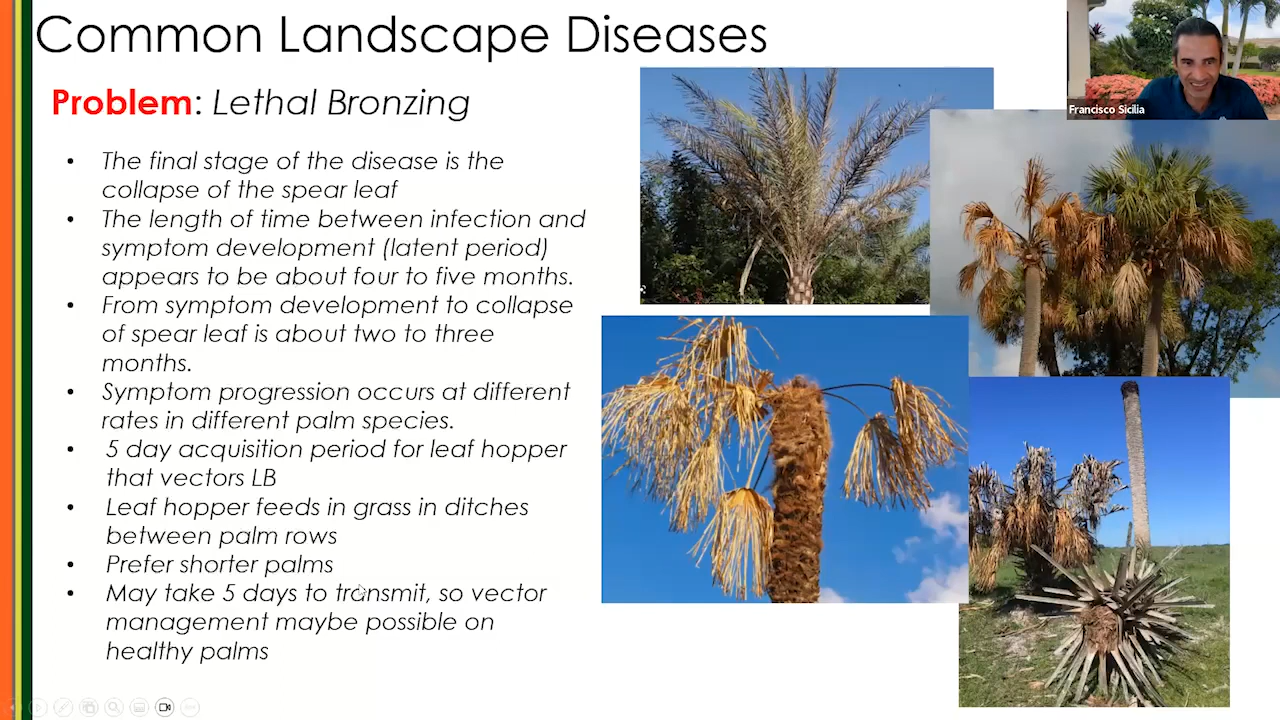 Common Landscape Diseases
Problem: Lethal Bronzing
• The final stage of the disease is the
collapse of the spear leaf
• The length of time between infection and
symptom development (latent period)
appears to be about four to five months.
• From symptom development to collapse
of spear leaf is about two to three
months.
• Symptom progression occurs at different
rates in different palm species.
• 5 day acquisition period for leaf hopper
that vectors LB
• Leaf hopper feeds in grass in ditches
between palm rows
• Prefer shorter palms
• May take 5 days to transmit, so vector
management maybe possible on
healthy palms
Francisco Sicilia